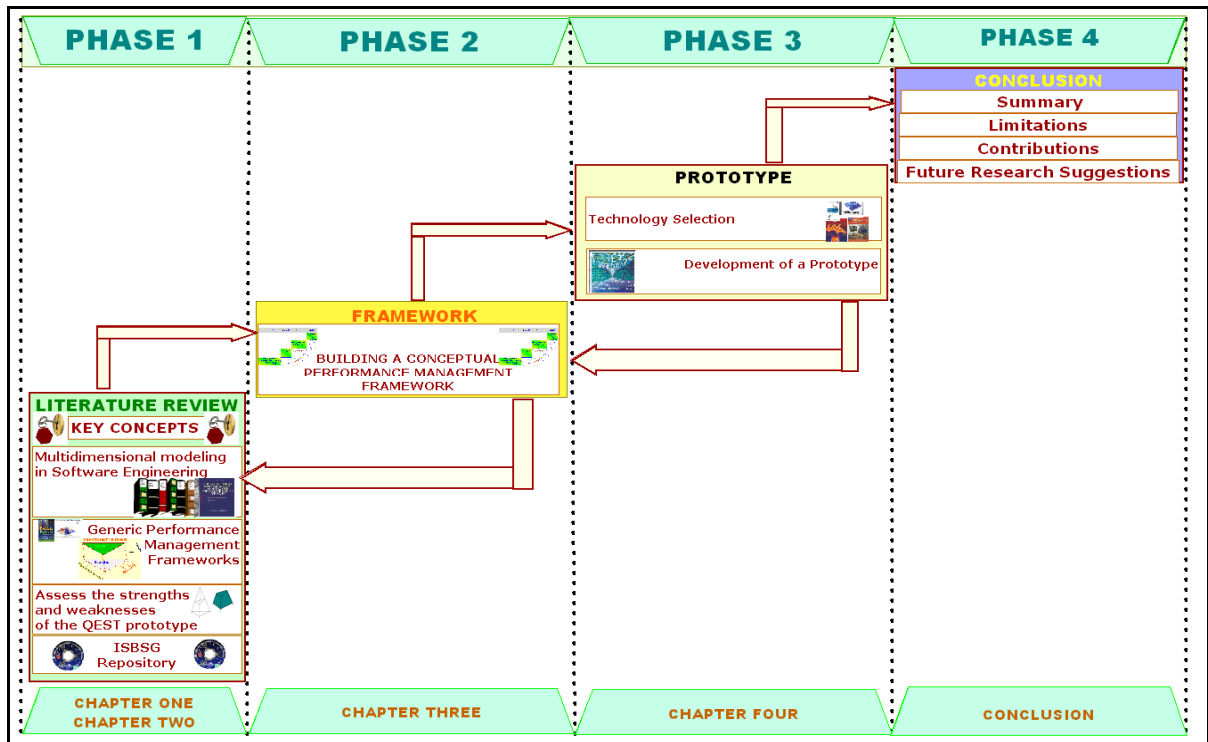 PHASE 1
PHASE 2
PHASE 3
PHASE 4
CONCLUSION
Summary
Limitations
Contributions
Future Research Suggestions
PROTOTYPE
Technology Selection
Development of a Prototype
FRAMEWORK
BUILDING A CONCEPTUAL
PERFORMANCE MANAGEMENT
FRAMEWORK
LITERATURE REVIEW
KEY CONCEPTS
Multidimensional modeling
in Software Engineering
Generic Performance
Management
Frameworks
Assess the strengths
and weaknesses
of the QEST prototype
ISBSG
Repository
CHAPTER ONE
CHAPTER TWO
CHAPTER THREE
CHAPTER FOUR
CONCLUSION